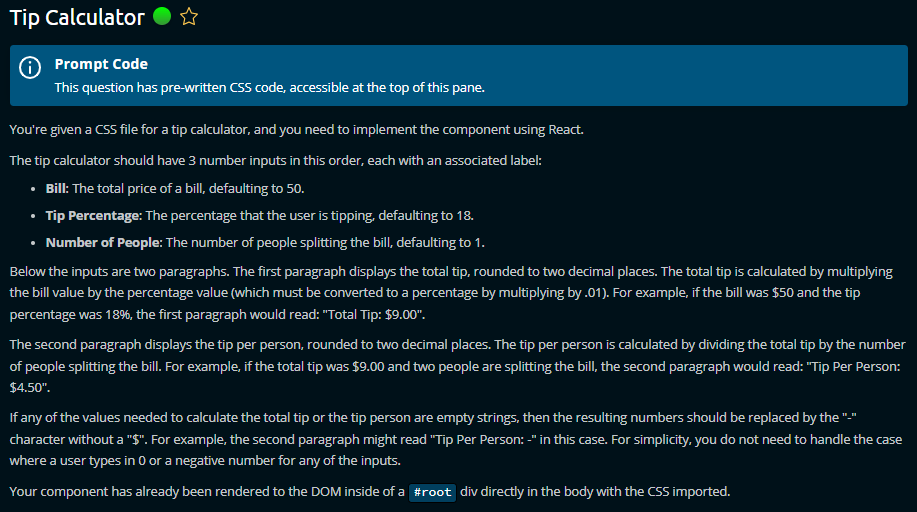 Tip Calculator
Prompt Code
This question has pre-written CSS code, accessible at the top of this pane.
You're given a CSS file for a tip calculator, and you need to implement the component using React.
The tip calculator should have 3 number inputs in this order, each with an associated label:
• Bill: The total price of a bill, defaulting to 50.
• Tip Percentage: The percentage that the user is tipping, defaulting to 18.
• Number of People: The number of people splitting the bill, defaulting to 1.
Below the inputs are two paragraphs. The first paragraph displays the total tip, rounded to two decimal places. The total tip is calculated by multiplying
the bill value by the percentage value (which must be converted to a percentage by multiplying by .01). For example, if the bill was $50 and the tip
percentage was 18%, the first paragraph would read: "Total Tip: $9.00".
The second paragraph displays the tip per person, rounded to two decimal places. The tip per person is calculated by dividing the total tip by the number
of people splitting the bill. For example, if the total tip was $9.00 and two people are splitting the bill, the second paragraph would read: "Tip Per Person:
$4.50".
If any of the values needed to calculate the total tip or the tip person are empty strings, then the resulting numbers should be replaced by the "-"
character without a "$". For example, the second paragraph might read "Tip Per Person: -" in this case. For simplicity, you do not need to handle the case
where a user types in 0 or a negative number for any of the inputs.
Your component has already been rendered to the DOM inside of a #root div directly in the body with the CSS imported.